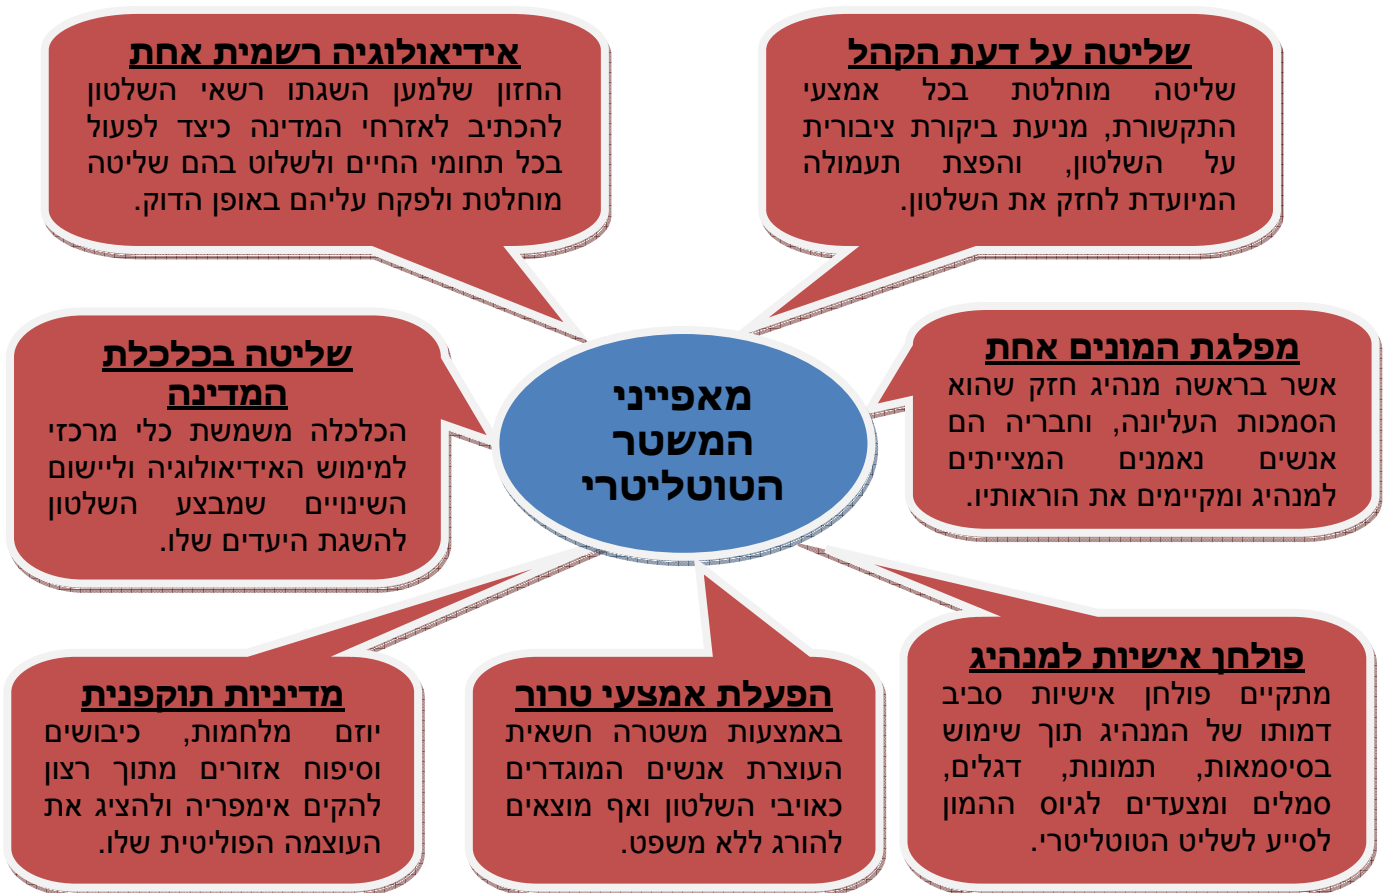 אידיאולוגיה רשמית אחת
החזון שלמען השגתו רשאי השלטון
להכתיב לאזרחי המדינה כיצד לפעול
בכל תחומי החיים ולשלוט בהם שליטה
מוחלטת ולפקח עליהם באופן הדוק.
שליטה על דעת הקהל
שליטה מוחלטת בכל אמצעי
התקשורת, מניעת ביקורת ציבורית
על השלטון, והפצת תעמולה
המיועדת לחזק את השלטון.
שליטה בכלכלת
המדינה
הכלכלה משמשת כלי מרכזי
למימוש האידיאולוגיה וליישום
השינויים שמבצע השלטון
להשגת היעדים שלו.
מאפייני
המשטר
הטוטליטרי
מפלגת המונים אחת
אשר בראשה מנהיג חזק שהוא
הסמכות העליונה, וחבריה הם
אנשים נאמנים המצייתים
למנהיג ומקיימים את הוראותיו.
מדיניות תוקפנית
יוזם מלחמות, כיבושים
וסיפוח אזורים מתוך רצון
להקים אימפריה ולהציג את
העוצמה הפוליטית שלו.
הפעלת אמצעי טרור
באמצעות משטרה חשאית
העוצרת אנשים המוגדרים
כאויבי השלטון ואף מוצאים
להורג ללא משפט.
פולחן אישיות למנהיג
מתקיים פולחן אישיות סביב
דמותו של המנהיג תוך שימוש
בסיסמאות, תמונות, דגלים,
סמלים ומצעדים לגיוס ההמון
לסייע לשליט הטוטליטרי.